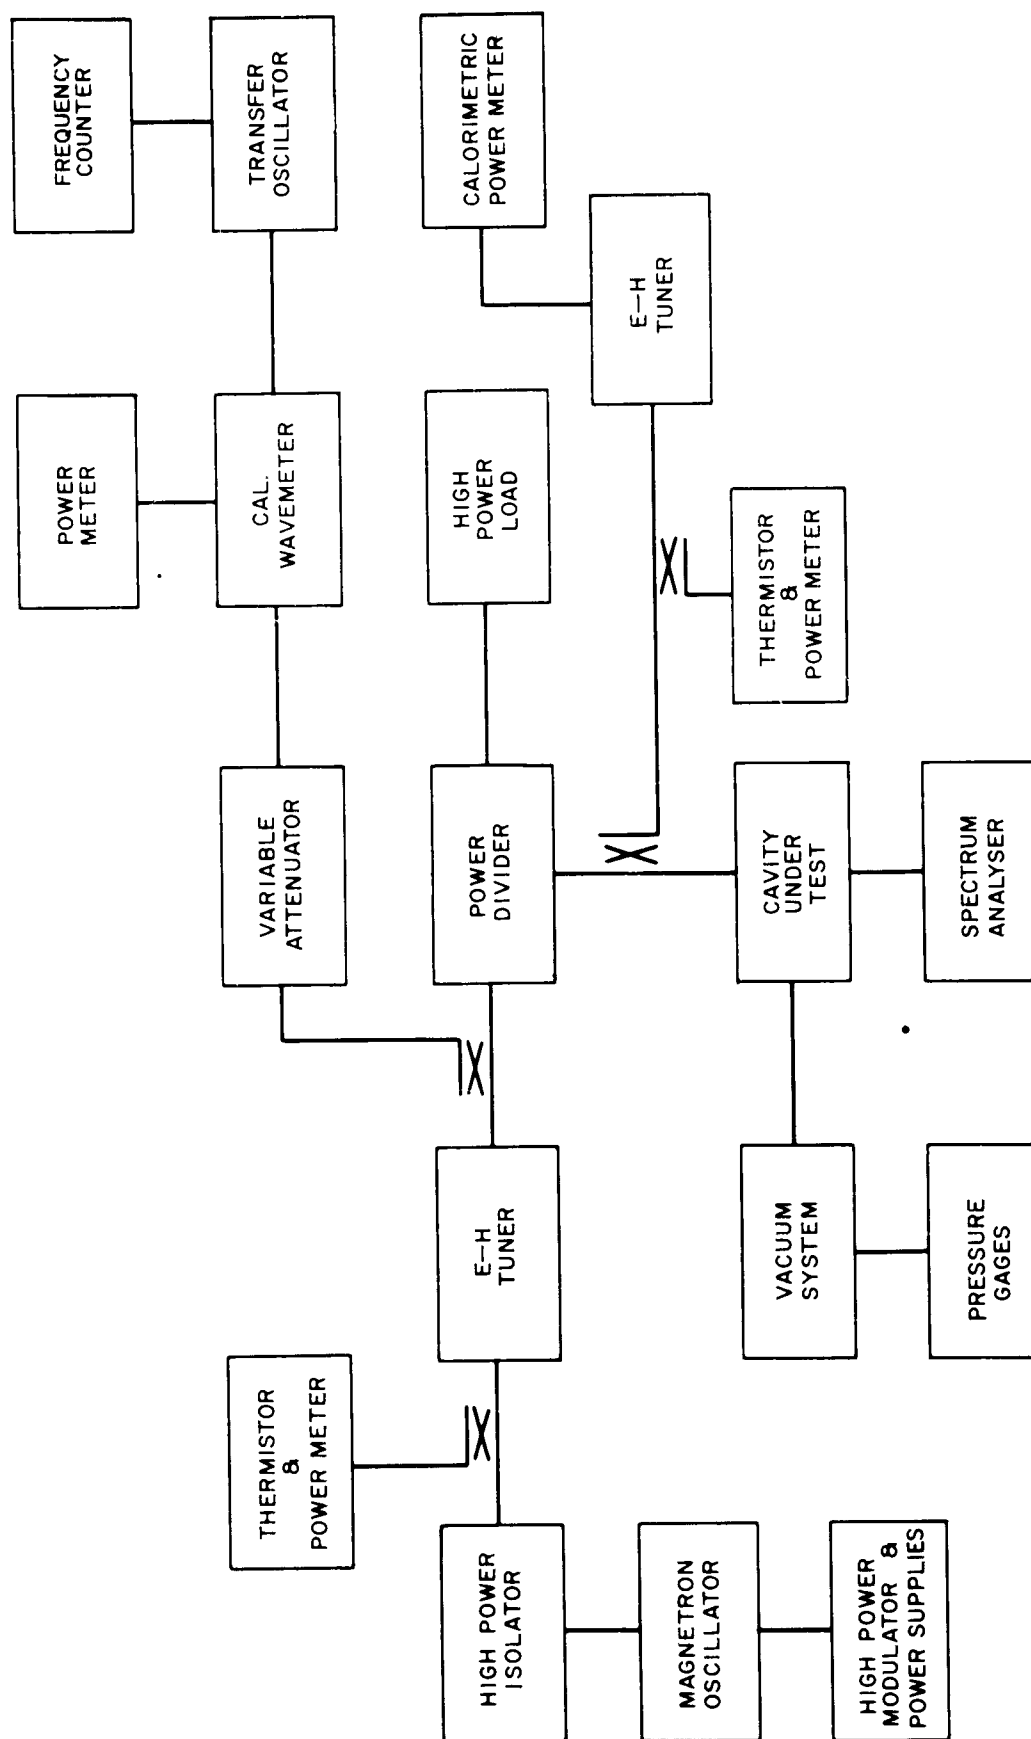 FREQUENCY
COUNTER
TRANSFER
OSCILLATOR
POWER
METER
CAL.
WAVEMETER
CALORIMETRIC
POWER METER
E-H
TUNER
HIGH
POWER
LOAD
THERMISTOR
&
POWER METER
VARIABLE
ATTENUATOR
POWER
DIVIDER
CAVITY
UNDER
TEST
SPECTRUM
ANALYSER
E-H
TUNER
VACUUM
SYSTEM
PRESSURE
GAGES
THERMISTOR
&
POWER METER
HIGH POWER
ISOLATOR
MAGNETRON
OSCILLATOR
HIGH POWER
MODULATOR &
POWER SUPPLIES